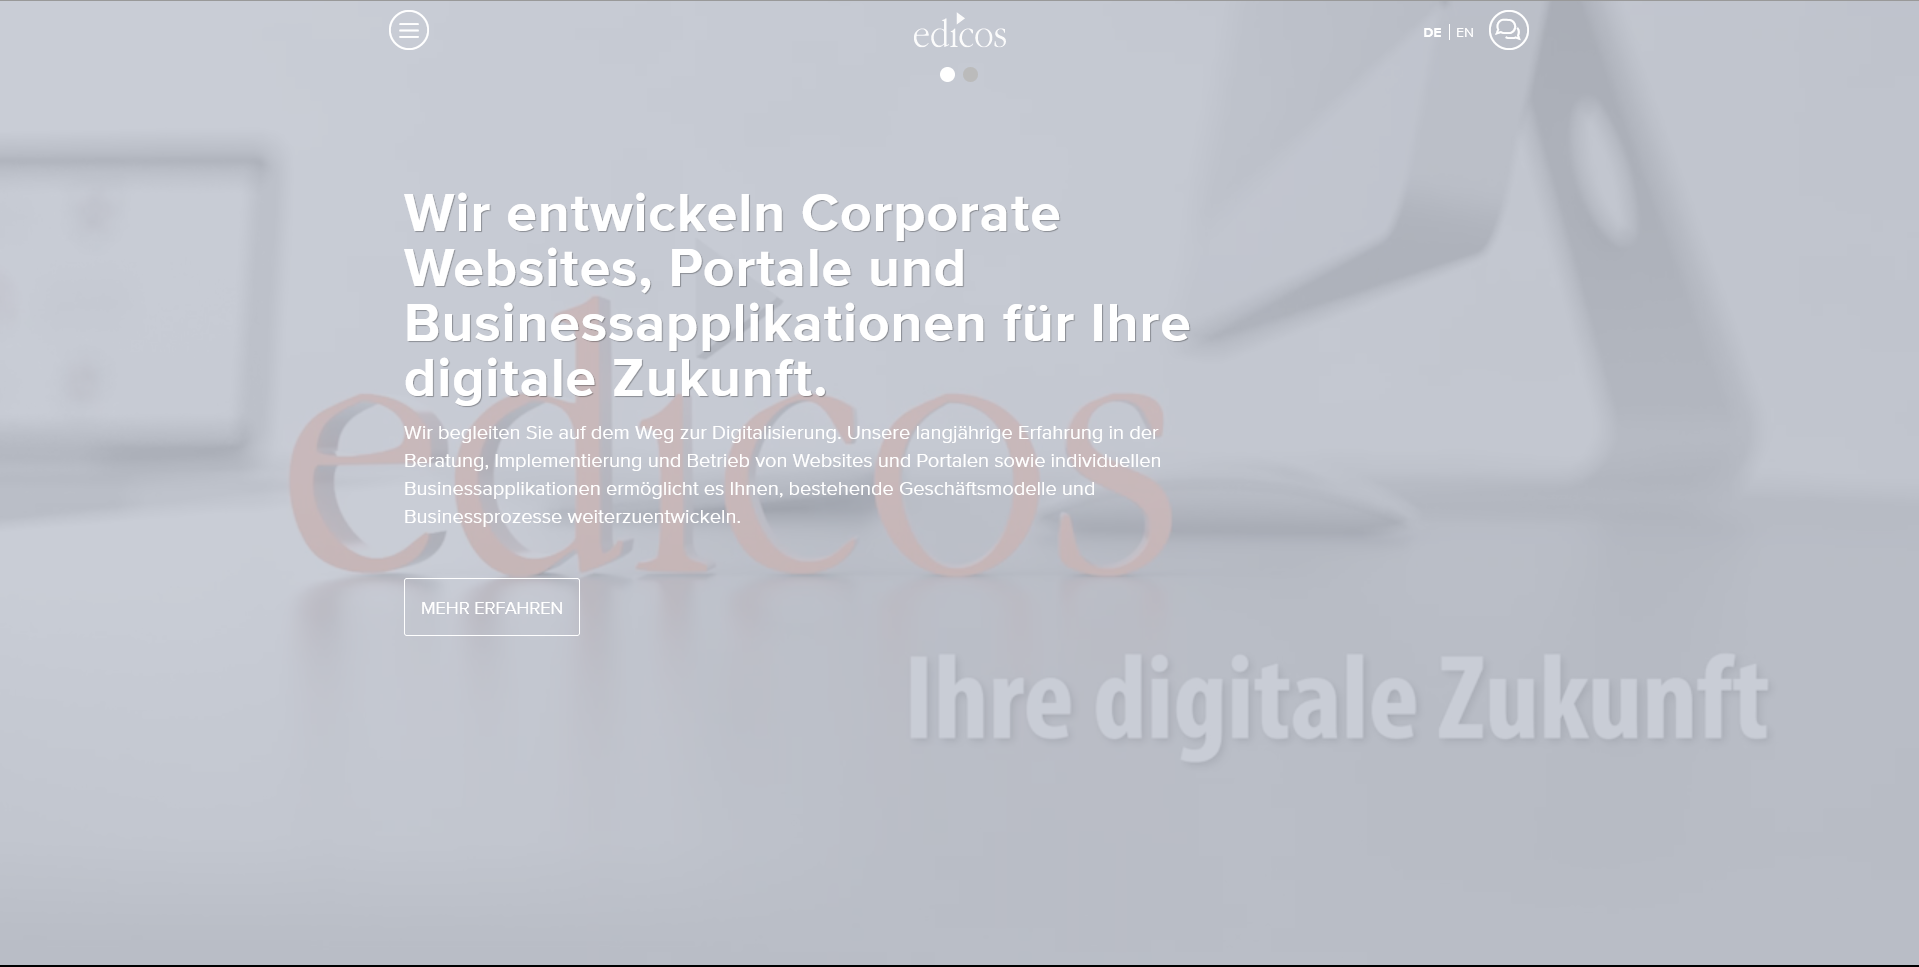 edicos
DE | EN
Wir entwickeln Corporate
Websites, Portale und
Businessapplikationen für Ihre
digitale Zukunft.
Wir begleiten Sie auf dem Weg zur Digitalisierung. Unsere langjährige Erfahrung in der
Beratung, Implementierung und Betrieb von Websites und Portalen sowie individuellen
Businessapplikationen ermöglicht es Ihnen, bestehende Geschäftsmodelle und
Businessprozesse weiterzuentwickeln.
edicos
MEHR ERFAHREN
Ihre digitale Zukunft